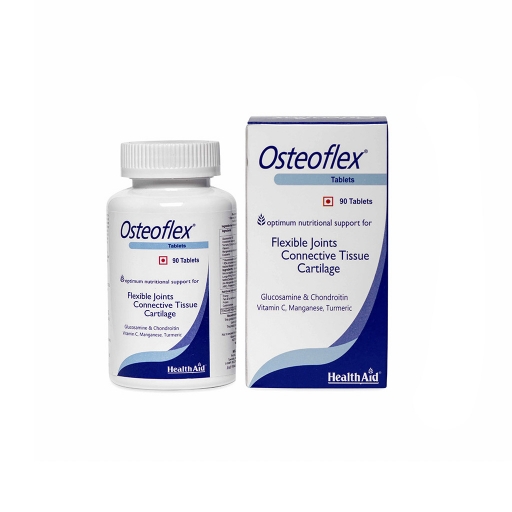 Osteoflex®
Tablets
90 Tablets
optimum nutritional support for
Flexible Joints
Connective Tissue
Cartilage
Glucosamine & Chondroitin
Vitamin C, Manganese, Turmeric
HealthAid
Osteoflex®
Tablets
90 Tablets
optimum nutritional support for
Flexible Joints
Connective Tissue
Cartilage
Glucosamine & Chondroitin
Vitamin C, Manganese, Turmeric
HealthAid®